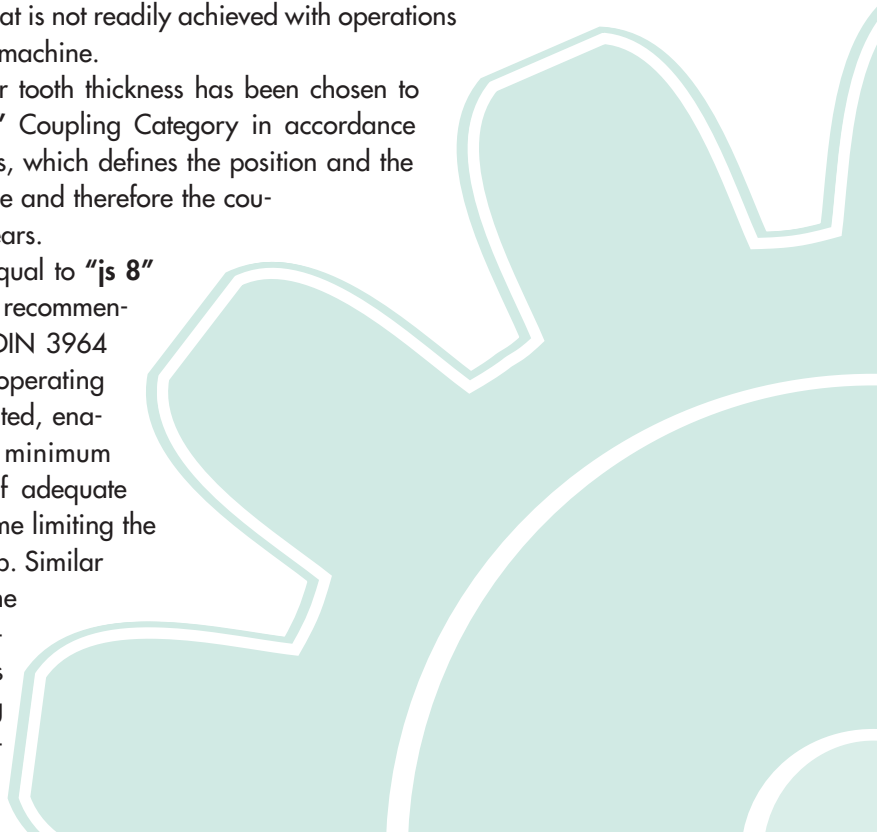 at is not readily achieved with operations
machine.
r tooth thickness has been chosen to
” Coupling Category in accordance
s, which defines the position and the
e and therefore the cou-
ears.
qual to “js 8”
recommen-
DIN 3964
operating
ted, ena-
minimum
f adequate
me limiting the
p. Similar
ne
-
s
g
-